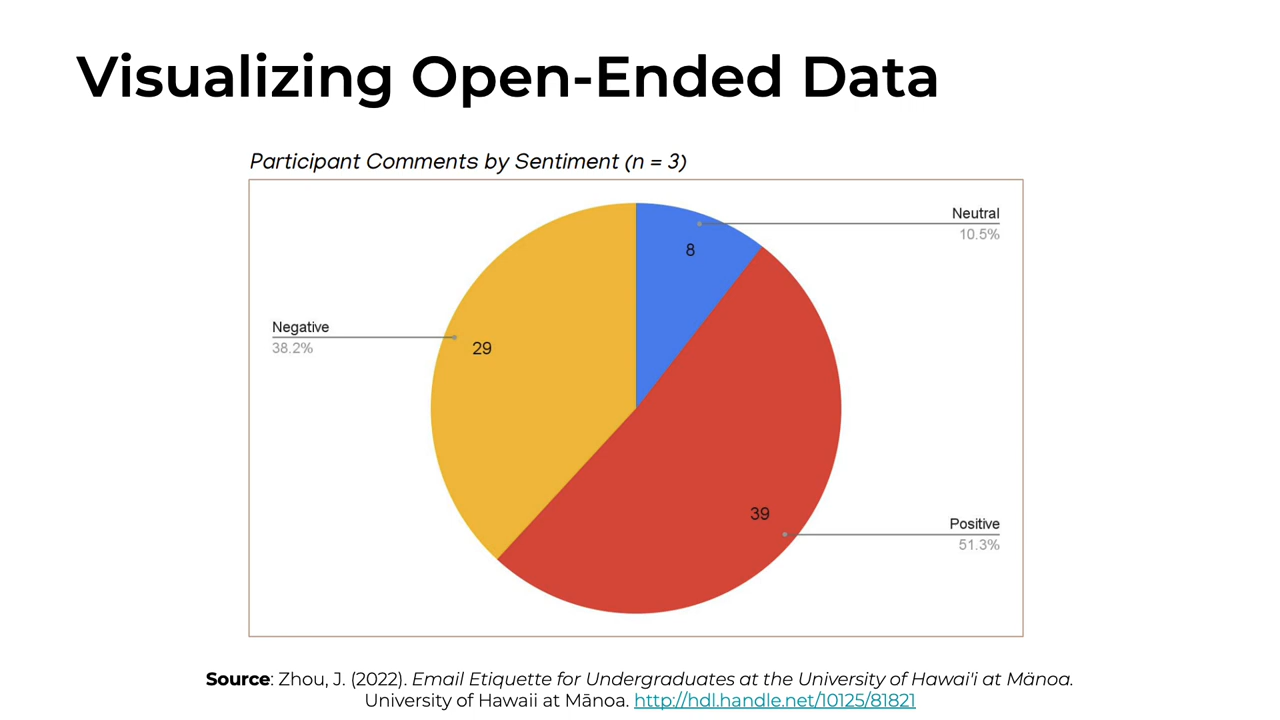 Visualizing Open-Ended Data
Participant Comments by Sentiment (n = 3)
Neutral
10.5%
8
Negative
38.2%
29
39
Positive
51.3%
Source: Zhou, J. (2022). Email Etiquette for Undergraduates at the University of Hawai'i at Mänoa.
University of Hawaii at Mānoa. http://hdl.handle.net/10125/81821